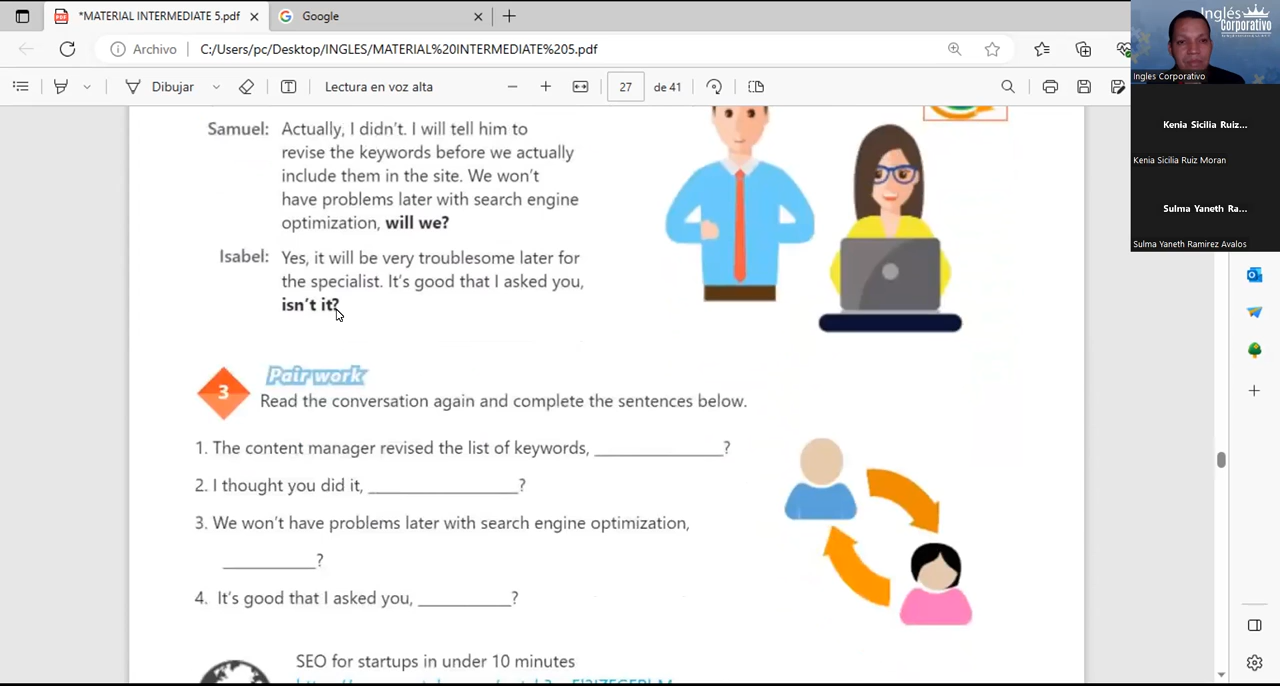 *MATERIAL INTERMEDIATE 5.pdf
Google
Archivo
C:/Users/pc/Desktop/INGLES/MATERIAL%20INTERMEDIATE%205.pdf
Dibujar
Lectura en voz alta
27
de 41
Inglés Corporativo
Ingles Corporativo
Kenia Sicilia Ruiz...
Kenia Sicilia Ruiz Moran
Sulma Yaneth Ra...
Sulma Yaneth Ramirez Avalos
Samuel: Actually, I didn't. I will tell him to
revise the keywords before we actually
include them in the site. We won't
have problems later with search engine
optimization, will we?
Isabel: Yes, it will be very troublesome later for
the specialist. It's good that I asked you,
isn't it?
3
Pair work
Read the conversation again and complete the sentences below.
1. The content manager revised the list of keywords, ______________?
2. I thought you did it, ________________?
3. We won't have problems later with search engine optimization,
__________?
4. It's good that I asked you, __________?
SEO for startups in under 10 minutes